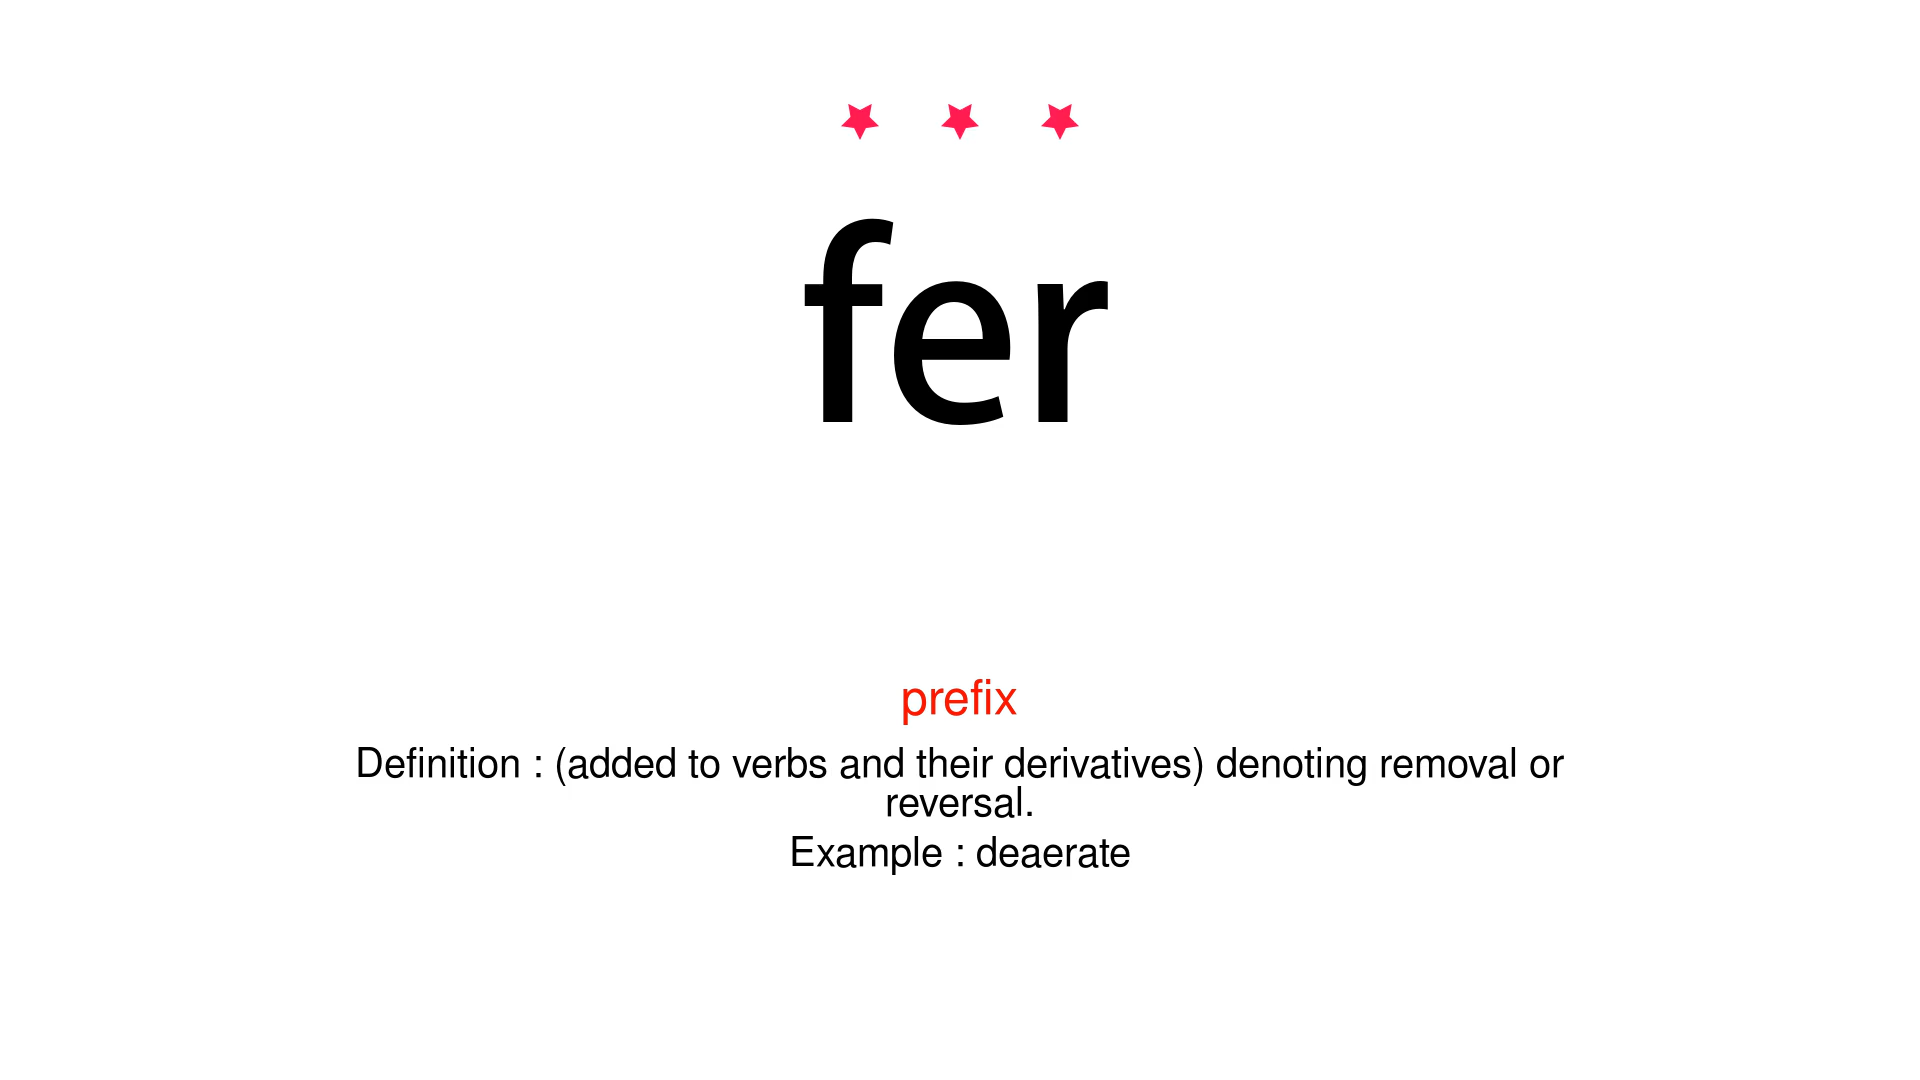 fer
prefix
Definition : (added to verbs and their derivatives) denoting removal or
reversal.
Example : deaerate